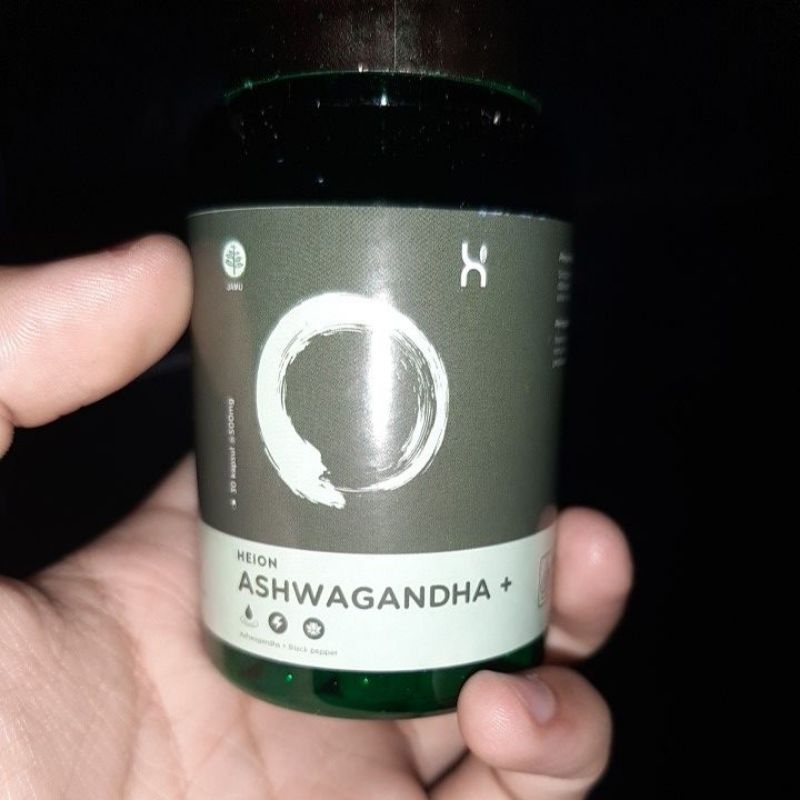 JAMU
30 kapsul @500mg
HEION
ASHWAGANDHA +
Ashwagandha + Black pepper